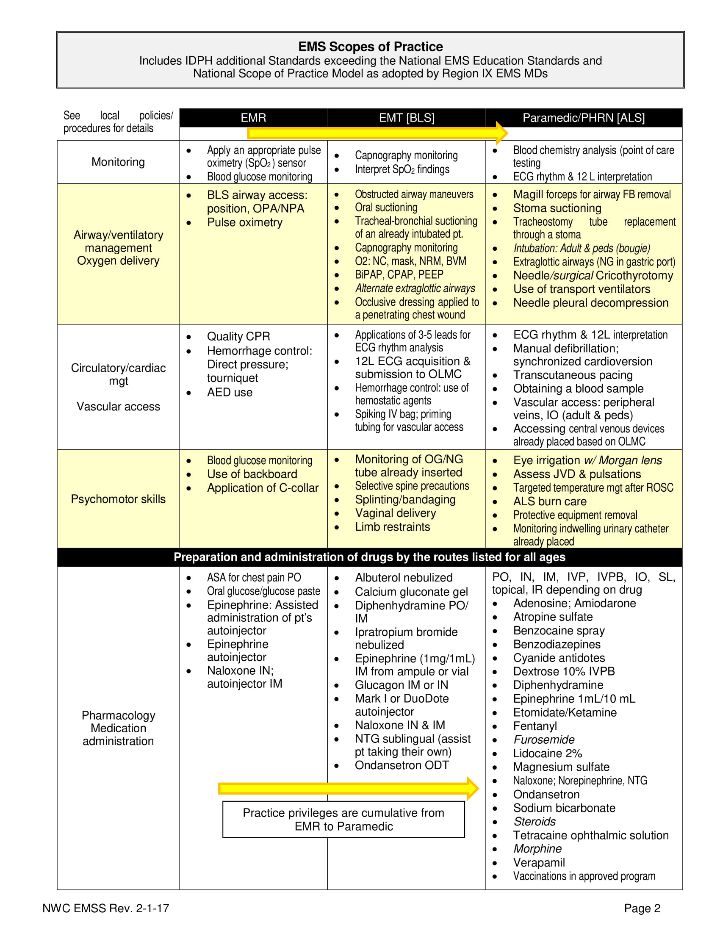 EMS Scopes of Practice
Includes IDPH additional Standards exceeding the National EMS Education Standards and
National Scope of Practice Model as adopted by Region IX EMS MDs
See local policies/
procedures for details
EMR
EMT [BLS]
Paramedic/PHRN [ALS]
Monitoring
• Apply an appropriate pulse
oximetry (SpO₂) sensor
• Blood glucose monitoring
• Capnography monitoring
• Interpret SpO₂ findings
• Blood chemistry analysis (point of care
testing
• ECG rhythm & 12 L interpretation
Airway/ventilatory
management
Oxygen delivery
• BLS airway access:
position, OPA/NPA
• Pulse oximetry
• Obstructed airway maneuvers
• Oral suctioning
• Tracheal-bronchial suctioning
of an already intubated pt.
• Capnography monitoring
• O2: NC, mask, NRM, BVM
• BiPAP, CPAP, PEEP
• Alternate extraglottic airways
• Occlusive dressing applied to
a penetrating chest wound
• Magill forceps for airway FB removal
• Stoma suctioning
• Tracheostomy tube replacement
through a stoma
• Intubation: Adult & peds (bougie)
• Extraglottic airways (NG in gastric port)
• Needle/surgical Cricothyrotomy
• Use of transport ventilators
• Needle pleural decompression
Circulatory/cardiac
mgt
Vascular access
• Quality CPR
• Hemorrhage control:
Direct pressure;
tourniquet
• AED use
• Applications of 3-5 leads for
ECG rhythm analysis
• 12L ECG acquisition &
submission to OLMC
• Hemorrhage control: use of
hemostatic agents
• Spiking IV bag; priming
tubing for vascular access
• ECG rhythm & 12L interpretation
• Manual defibrillation;
synchronized cardioversion
• Transcutaneous pacing
• Obtaining a blood sample
• Vascular access: peripheral
veins, IO (adult & peds)
• Accessing central venous devices
already placed based on OLMC
Psychomotor skills
• Blood glucose monitoring
• Use of backboard
• Application of C-collar
• Monitoring of OG/NG
tube already inserted
• Selective spine precautions
• Splinting/bandaging
• Vaginal delivery
• Limb restraints
• Eye irrigation w/ Morgan lens
• Assess JVD & pulsations
• Targeted temperature mgt after ROSC
• ALS burn care
• Protective equipment removal
• Monitoring indwelling urinary catheter
already placed
Preparation and administration of drugs by the routes listed for all ages
Pharmacology
Medication
administration
• ASA for chest pain PO
• Oral glucose/glucose paste
• Epinephrine: Assisted
administration of pt's
autoinjector
• Epinephrine
autoinjector
• Naloxone IN;
autoinjector IM
• Albuterol nebulized
• Calcium gluconate gel
• Diphenhydramine PO/
IM
• Ipratropium bromide
nebulized
• Epinephrine (1mg/1mL)
IM from ampule or vial
• Glucagon IM or IN
• Mark I or DuoDote
autoinjector
• Naloxone IN & IM
• NTG sublingual (assist
pt taking their own)
• Ondansetron ODT
PO, IN, IM, IVP, IVPB, IO, SL,
topical, IR depending on drug
• Adenosine; Amiodarone
• Atropine sulfate
• Benzocaine spray
• Benzodiazepines
• Cyanide antidotes
• Dextrose 10% IVPB
• Diphenhydramine
• Epinephrine 1mL/10 mL
• Etomidate/Ketamine
• Fentanyl
• Furosemide
• Lidocaine 2%
• Magnesium sulfate
• Naloxone; Norepinephrine, NTG
• Ondansetron
• Sodium bicarbonate
• Steroids
• Tetracaine ophthalmic solution
• Morphine
• Verapamil
• Vaccinations in approved program
Practice privileges are cumulative from
EMR to Paramedic
NWC EMSS Rev. 2-1-17
Page 2